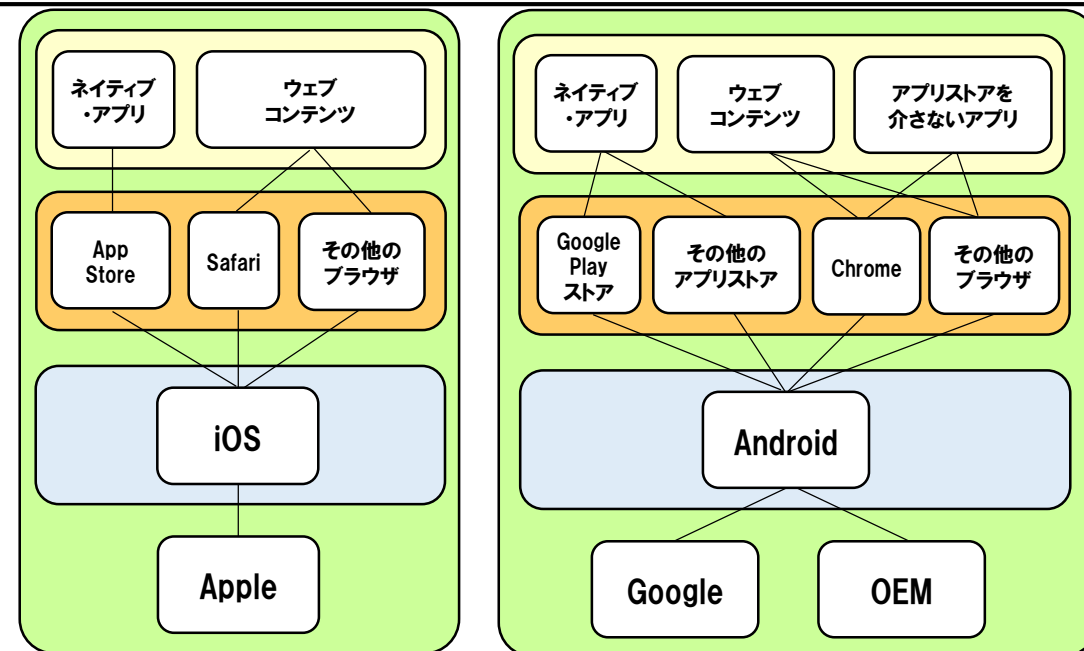 ネイティブ
・アプリ
ウェブ
コンテンツ
App
Store
Safari
その他の
ブラウザ
iOS
Apple
ネイティブ
・アプリ
ウェブ
コンテンツ
アプリストアを
介さないアプリ
Google
Play
ストア
その他の
アプリストア
Chrome
その他の
ブラウザ
Android
Google
OEM